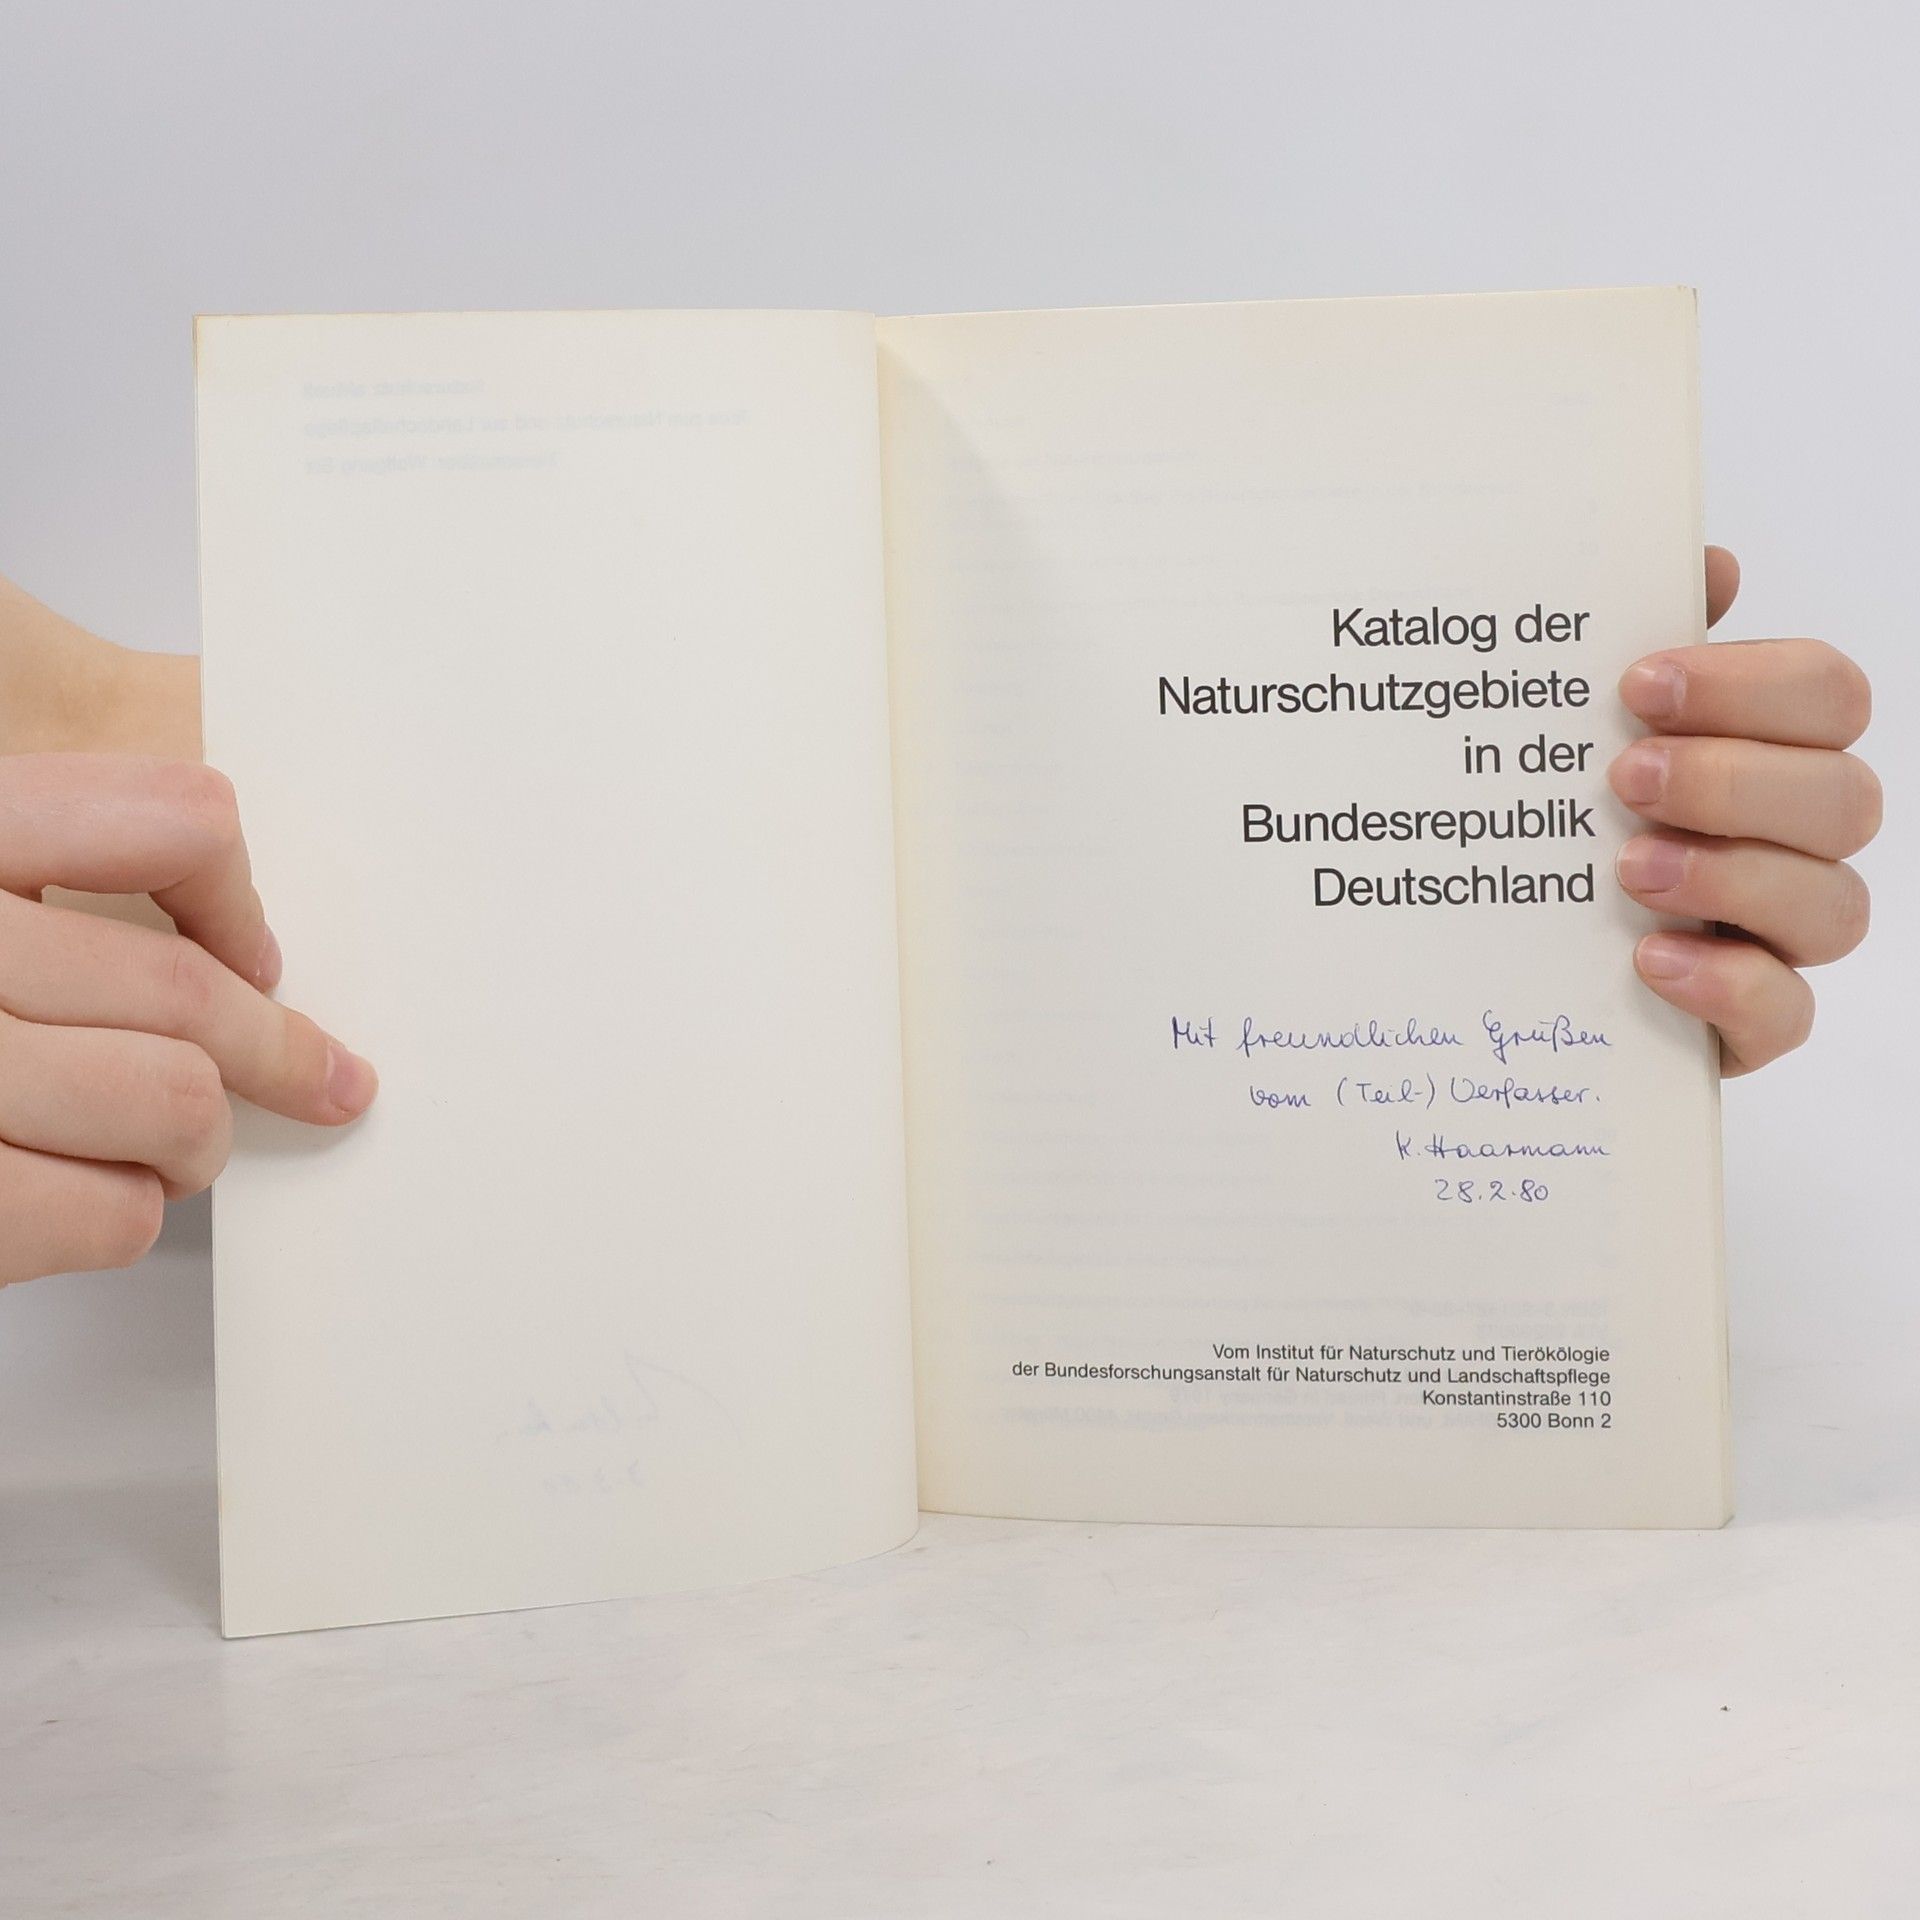 Katalog der
Naturschutzgebiete
in der
Bundesrepublik
Deutschland
Mit freundlichen Grüßen
vom (Teil-) Verfasser.
K. Haarmann
28.2.80
Vom Institut für Naturschutz und Tierökölogie
der Bundesforschungsanstalt für Naturschutz und Landschaftspflege
Konstantinstraße 110
5300 Bonn 2